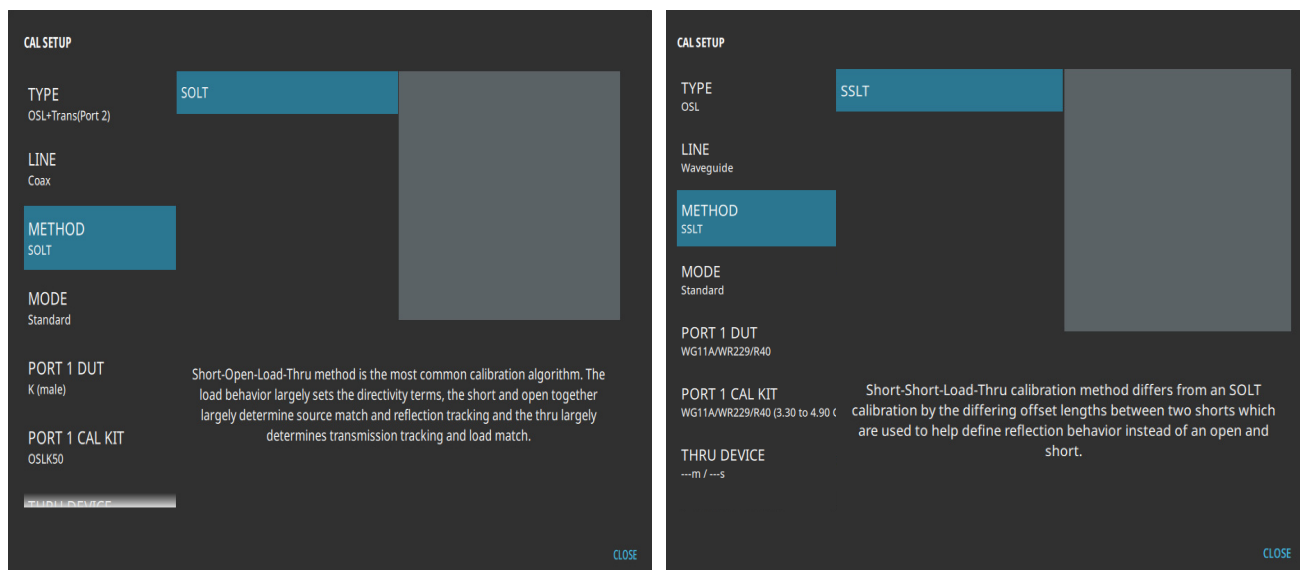 CAL SETUP
TYPE
OSL+Trans(Port 2)
SOLT
LINE
Coax
METHOD
SOLT
MODE
Standard
PORT 1 DUT
K (male)
PORT 1 CAL KIT
OSLK50
THRU DEVICE
Short-Open-Load-Thru method is the most common calibration algorithm. The
load behavior largely sets the directivity terms, the short and open together
largely determine source match and reflection tracking and the thru largely
determines transmission tracking and load match.
CLOSE
CAL SETUP
TYPE
OSL
SSLT
LINE
Waveguide
METHOD
SSLT
MODE
Standard
PORT 1 DUT
WG11A/WR229/R40
PORT 1 CAL KIT
WG11A/WR229/R40 (3.30 to 4.90
THRU DEVICE
---m / ---s
Short-Short-Load-Thru calibration method differs from an SOLT
calibration by the differing offset lengths between two shorts which
are used to help define reflection behavior instead of an open and
short.
CLOSE